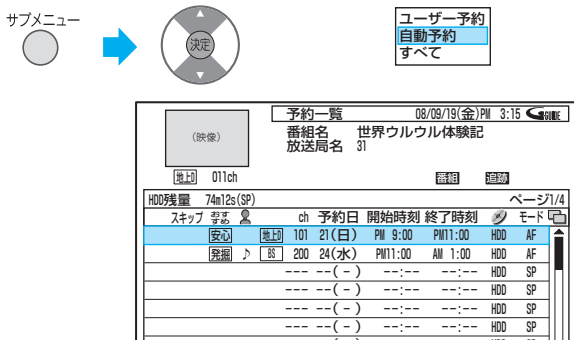 サブメニュー
決定
ユーザー予約
自動予約
すべて
予約一覧 08/09/19(金)PM 3:15 GGUIDE
(映像)
番組名 世界ウルウル体験記
放送局名 31
地上D 011ch
番組 追跡
HDD残量 74m12s(SP) ページ1/4
スキップ おすすめ ch 予約日 開始時刻 終了時刻 モード
安心 地上D 101 21(日) PM 9:00 PM11:00 HDD AF
発掘 ♪ BS 200 24(水) PM11:00 AM 1:00 HDD AF
--- --( - ) --:-- --:-- HDD SP
--- --( - ) --:-- --:-- HDD SP
--- --( - ) --:-- --:-- HDD SP
--- --( - ) --:-- --:-- HDD SP